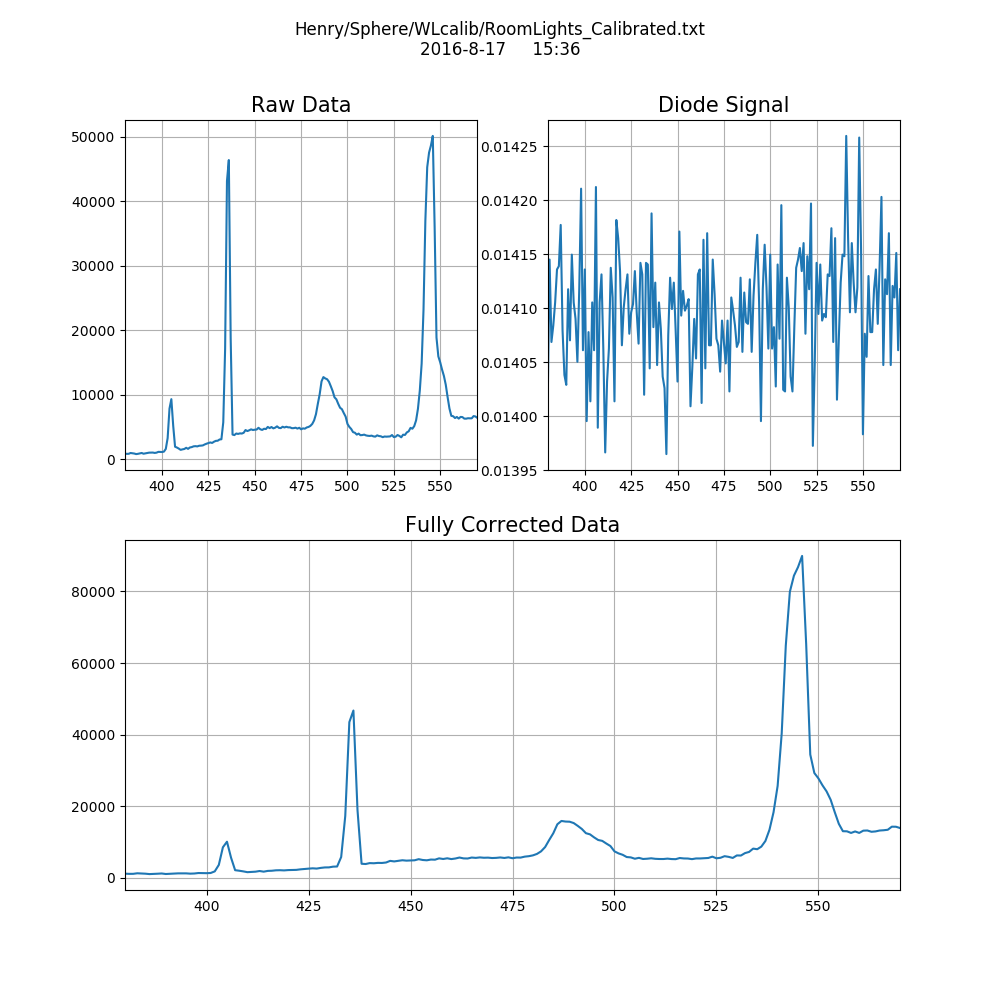 Henry/Sphere/WLcalib/RoomLights_Calibrated.txt
2016-8-17 15:36
Raw Data
50000
40000
30000
20000
10000
0
400 425 450 475 500 525 550
Diode Signal
0.01425
0.01420
0.01415
0.01410
0.01405
0.01400
0.01395
400 425 450 475 500 525 550
Fully Corrected Data
80000
60000
40000
20000
0
400 425 450 475 500 525 550